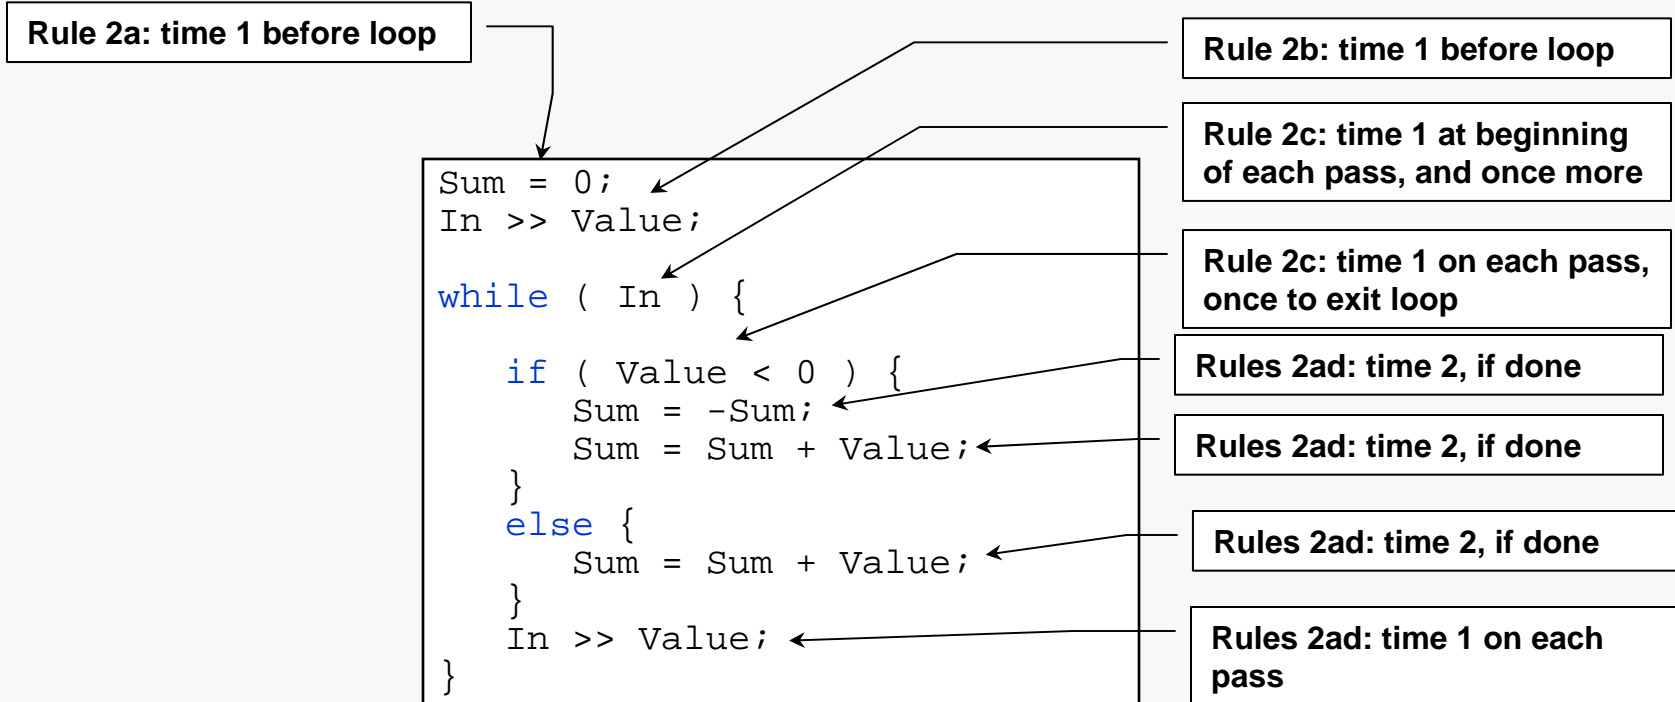 Rule 2a: time 1 before loop
Rule 2b: time 1 before loop
Rule 2c: time 1 at beginning
of each pass, and once more
Rule 2c: time 1 on each pass,
once to exit loop
Rules 2ad: time 2, if done
Rules 2ad: time 2, if done
Rules 2ad: time 2, if done
Rules 2ad: time 1 on each
pass
Sum = 0;
In >> Value;
while ( In ) {
if ( Value < 0 ) {
Sum = -Sum;
Sum = Sum + Value;
}
else {
Sum = Sum + Value;
}
In >> Value;
}